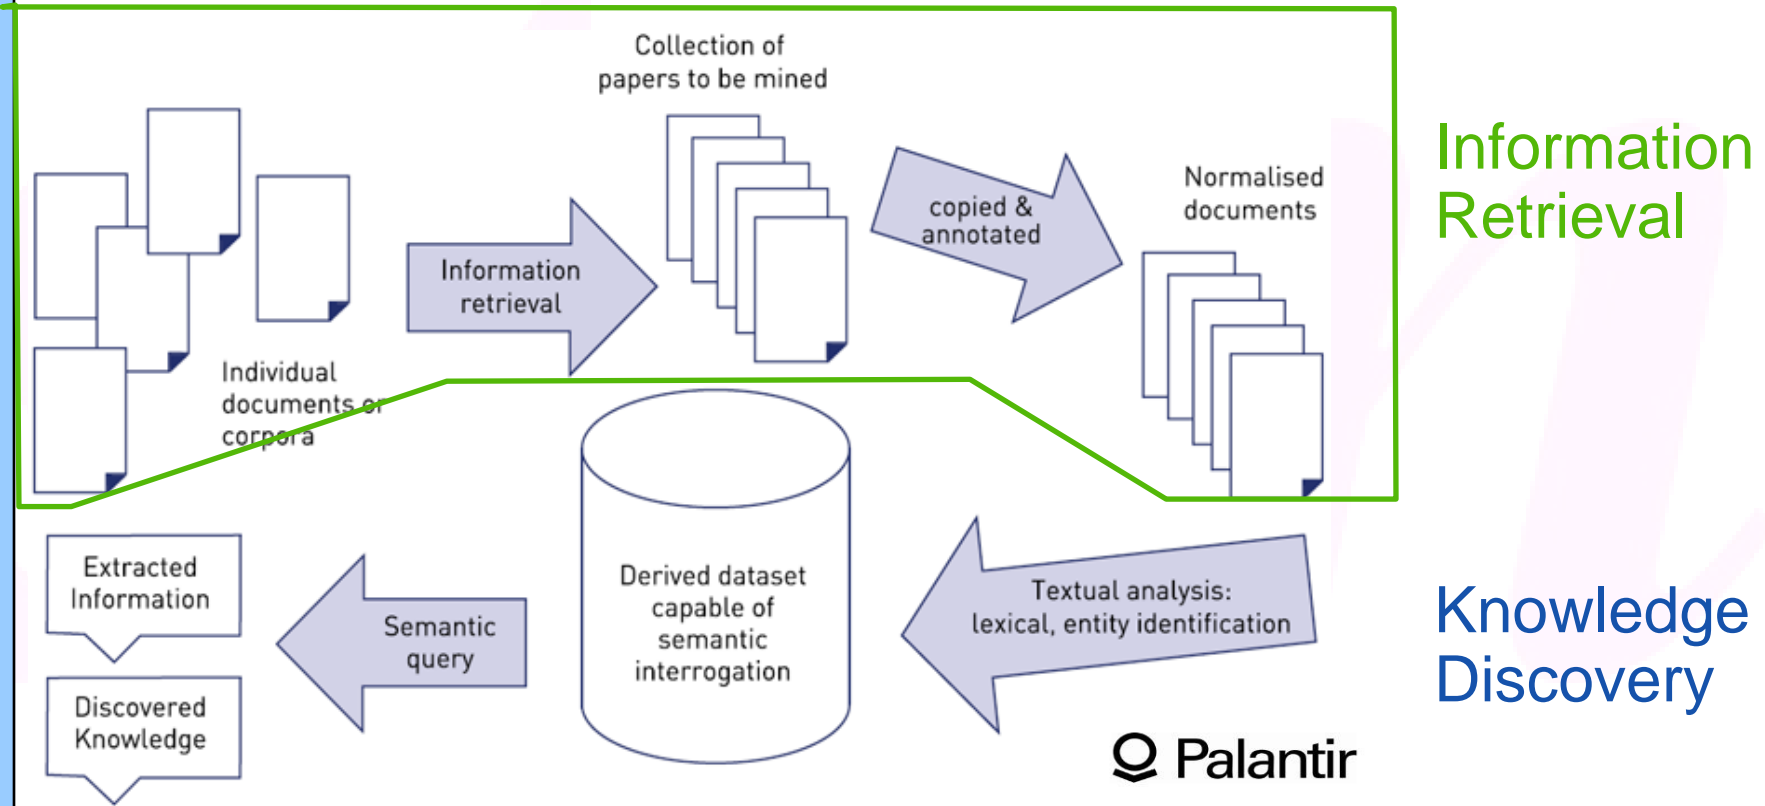 Collection of
papers to be mined
Information
Retrieval
Normalised
documents
copied &
annotated
Information
retrieval
Individual
documents or
corpora
Extracted
Information
Derived dataset
capable of
semantic
interrogation
Textual analysis:
lexical, entity identification
Semantic
query
Knowledge
Discovery
Discovered
Knowledge
Palantir